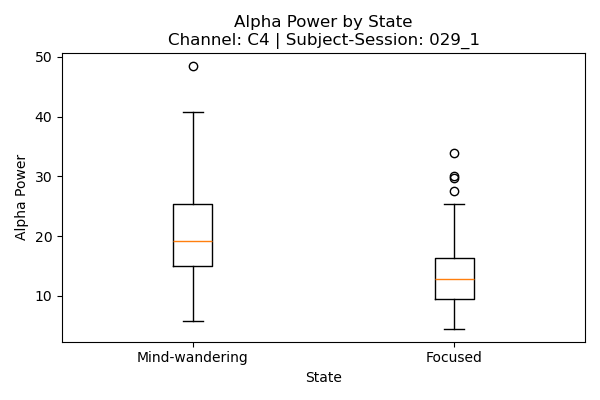 Alpha Power by State
Channel: C4 | Subject-Session: 029_1
50
40
30
20
10
Alpha Power
Mind-wandering
Focused
State